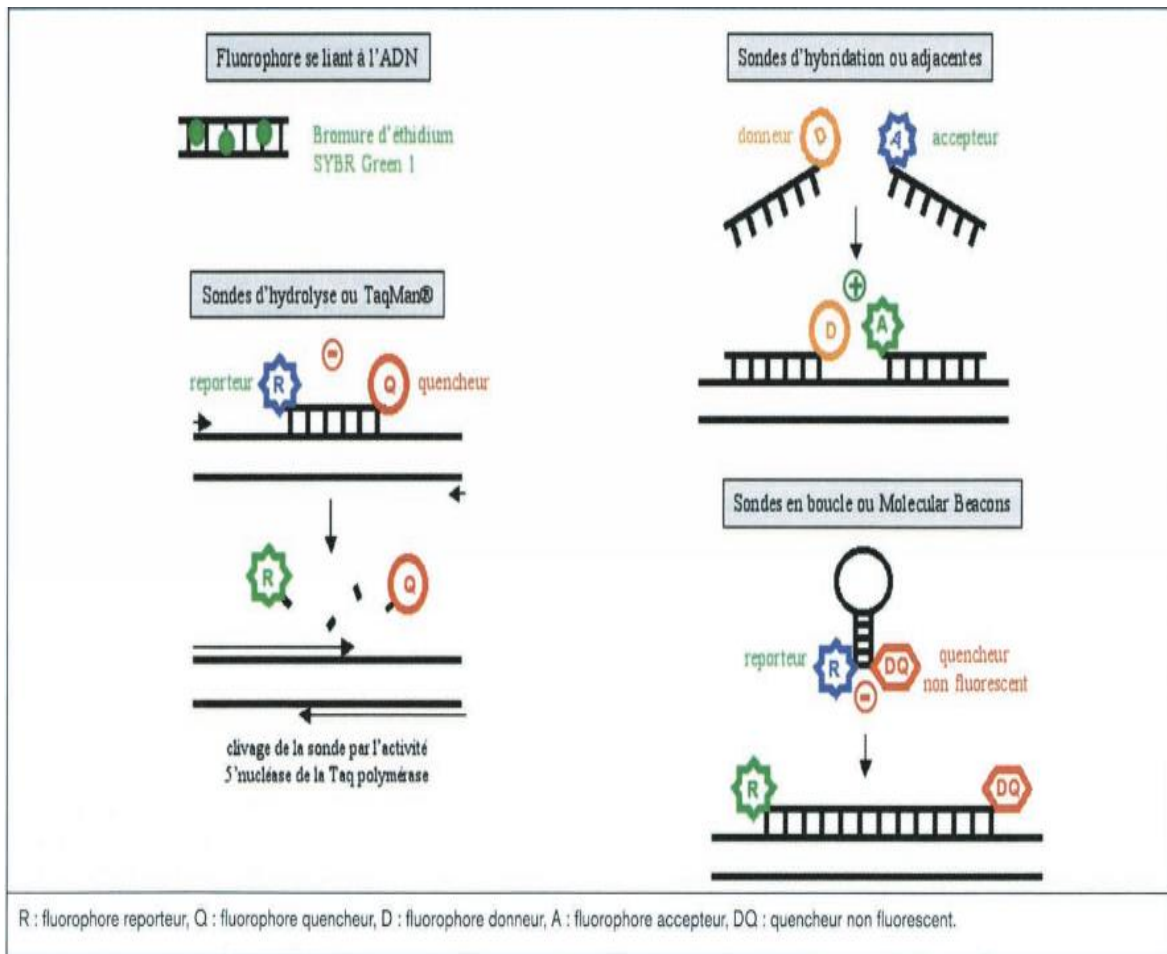 Fluorophore se liant à l'ADN
Bromure d'éthidium
SYBR Green 1
Sondes d'hydrolyse ou TaqMan®
reporteur
R
Q
quencheur
R
Q
clivage de la sonde par l'activité
5'nucléase de la Taq polymérase
Sondes d'hybridation ou adjacentes
donneur
D
A
accepteur
D
A
Sondes en boucle ou Molecular Beacons
reporteur
R
DQ
quencheur
non fluorescent
R
DQ
R : fluorophore reporteur, Q : fluorophore quencheur, D : fluorophore donneur, A : fluorophore accepteur, DQ : quencheur non fluorescent.